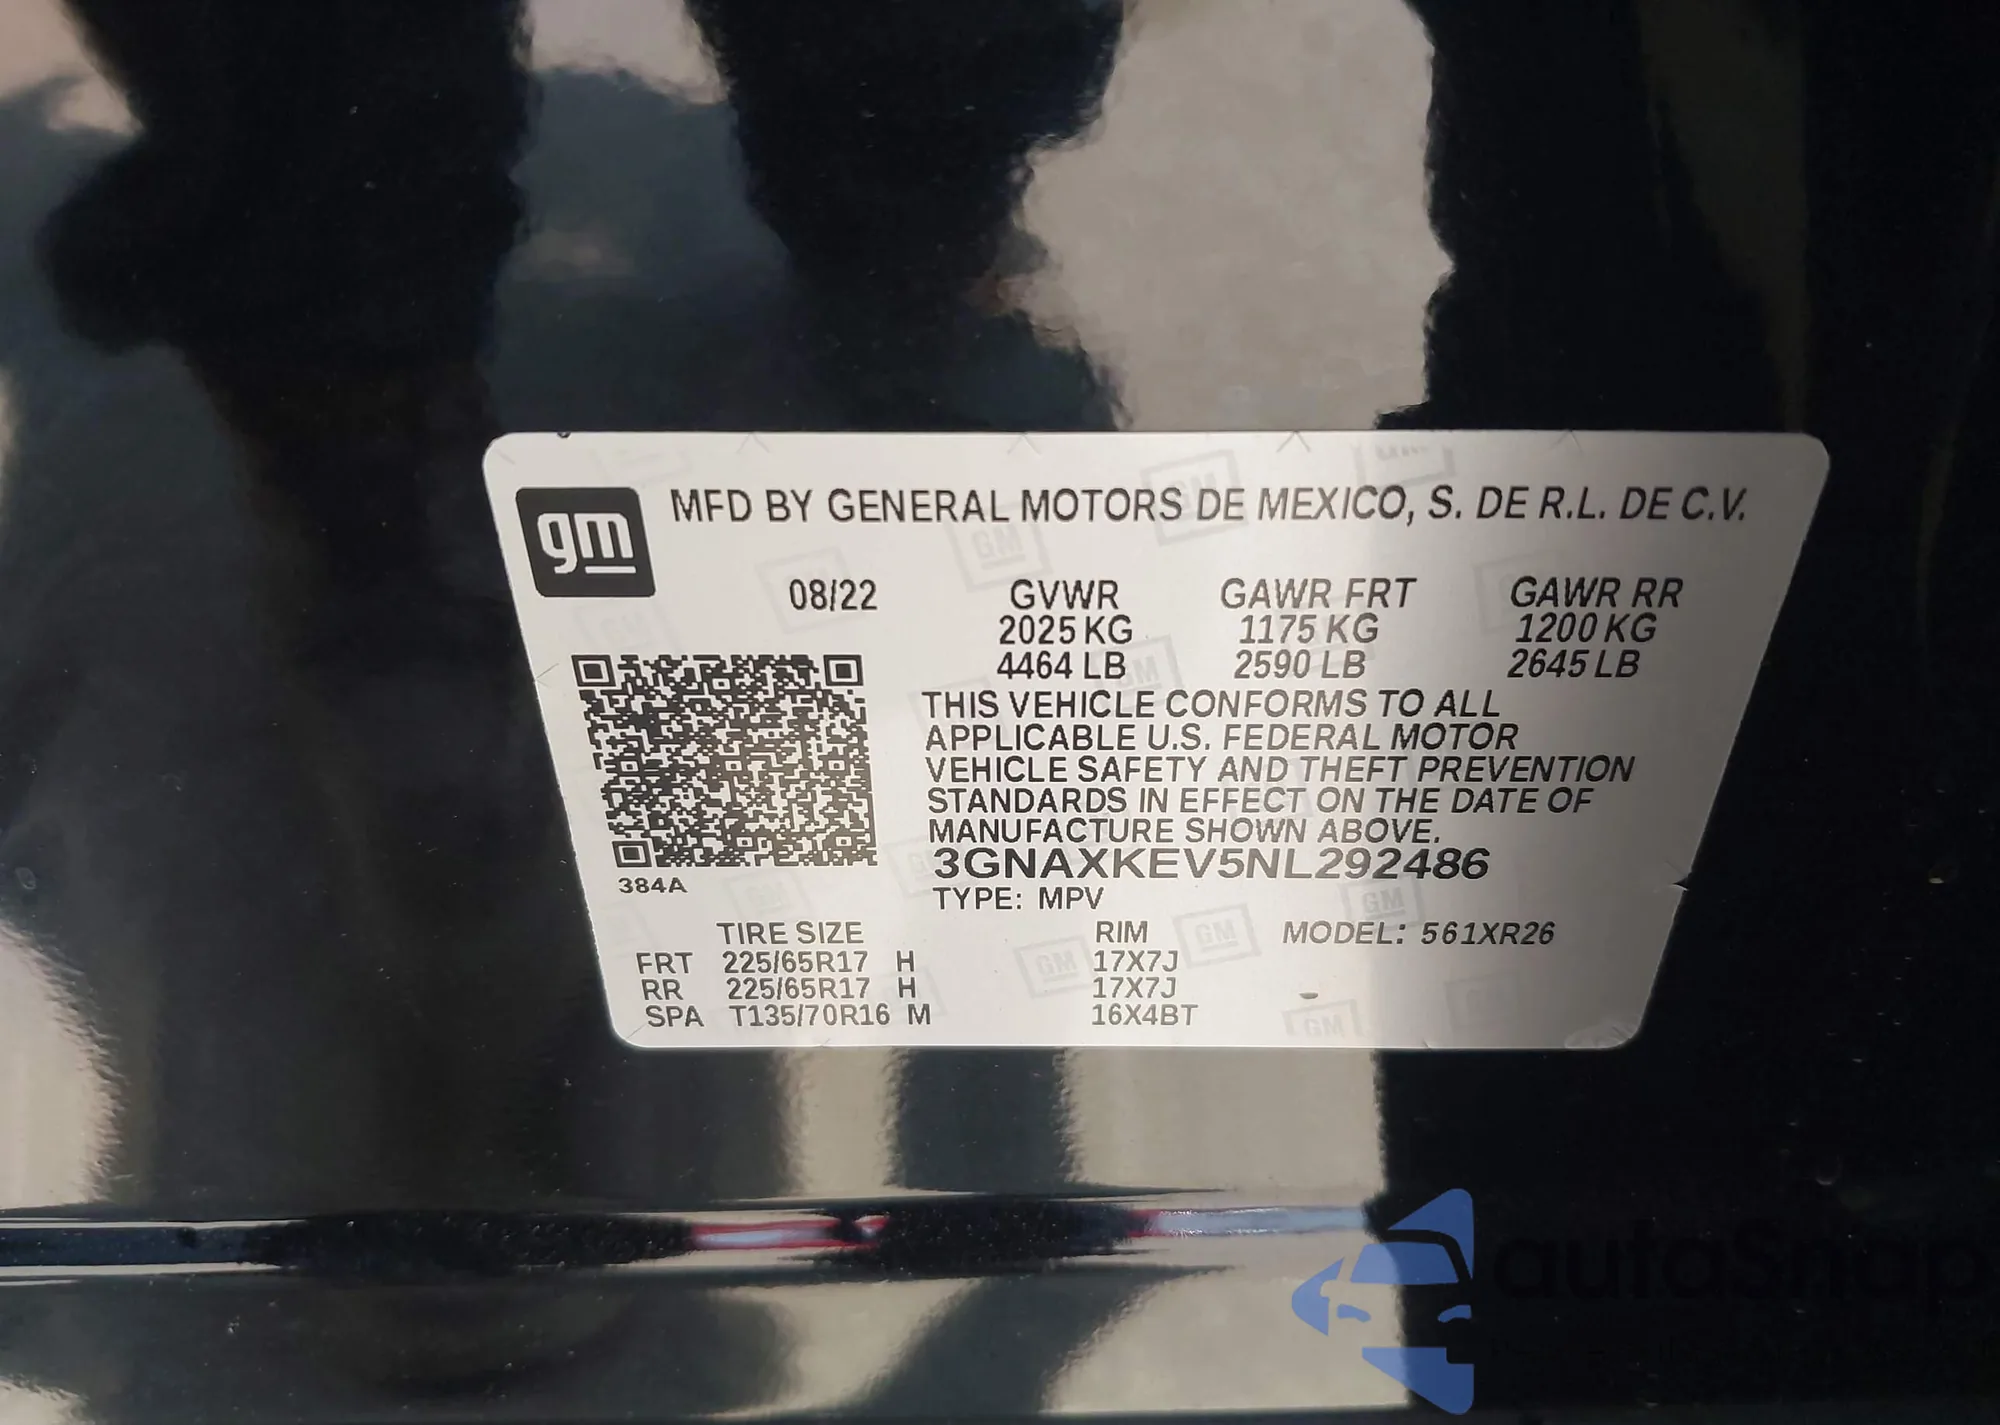 gm
MFD BY GENERAL MOTORS DE MEXICO, S. DE R.L. DE C.V.
08/22 GVWR GAWR FRT GAWR RR
2025 KG 1175 KG 1200 KG
4464 LB 2590 LB 2645 LB
THIS VEHICLE CONFORMS TO ALL
APPLICABLE U.S. FEDERAL MOTOR
VEHICLE SAFETY AND THEFT PREVENTION
STANDARDS IN EFFECT ON THE DATE OF
MANUFACTURE SHOWN ABOVE.
3GNAXKEV5NL292486
384A
TYPE: MPV
TIRE SIZE RIM MODEL: 561XR26
FRT 225/65R17 H 17X7J
RR 225/65R17 H 17X7J
SPA T135/70R16 M 16X4BT
autoShop